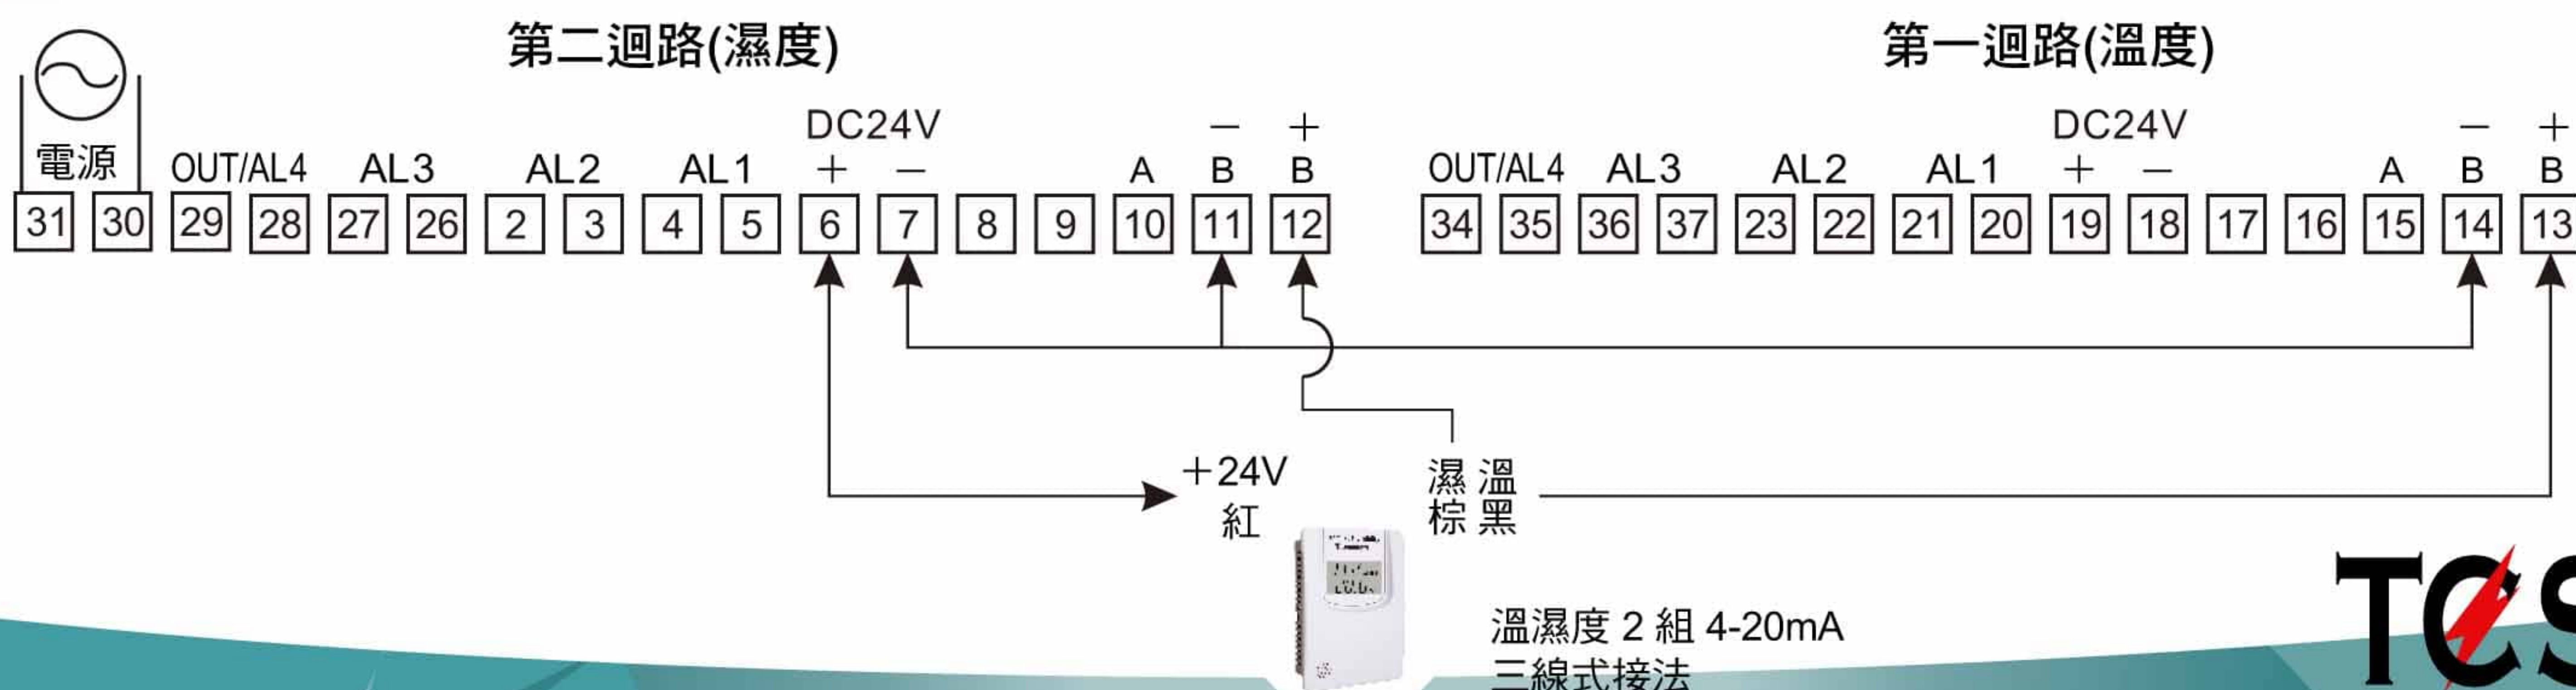 第二迴路(濕度)
第一迴路(溫度)
DC24V － ＋
電源 OUT/AL4 AL3 AL2 AL1 ＋ － A B B
31 30 29 28 27 26 2 3 4 5 6 7 8 9 10 11 12
DC24V － ＋
OUT/AL4 AL3 AL2 AL1 ＋ － A B B
34 35 36 37 23 22 21 20 19 18 17 16 15 14 13
＋24V
紅
濕 溫
棕 黑
溫濕度 2 組 4-20mA
三線式接法
TCS